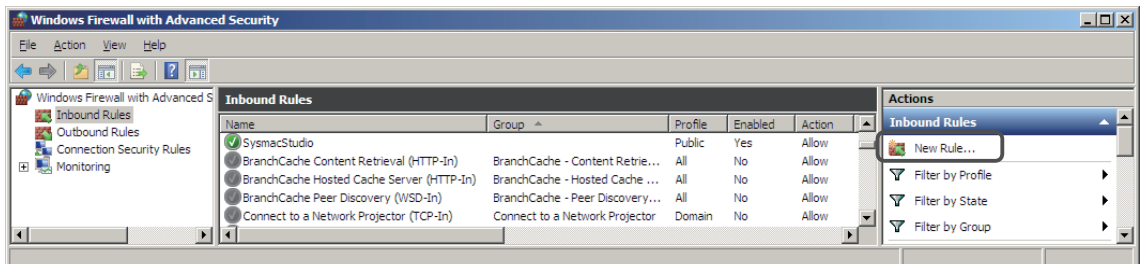 Windows Firewall with Advanced Security
File Action View Help
Windows Firewall with Advanced S
Inbound Rules
Outbound Rules
Connection Security Rules
Monitoring
Inbound Rules
Name Group Profile Enabled Action
SysmacStudio Public Yes Allow
BranchCache Content Retrieval (HTTP-In) BranchCache - Content Retrie... All No Allow
BranchCache Hosted Cache Server (HTTP-In) BranchCache - Hosted Cache ... All No Allow
BranchCache Peer Discovery (WSD-In) BranchCache - Peer Discovery... All No Allow
Connect to a Network Projector (TCP-In) Connect to a Network Projector Domain No Allow
Actions
Inbound Rules
New Rule...
Filter by Profile
Filter by State
Filter by Group